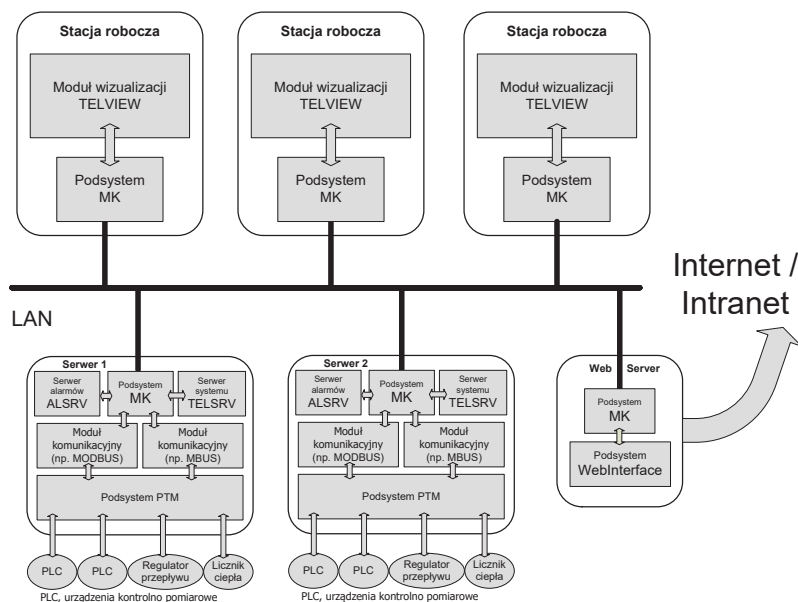 Stacja robocza
Moduł wizualizacji
TELVIEW
Podsystem
MK
Stacja robocza
Moduł wizualizacji
TELVIEW
Podsystem
MK
Stacja robocza
Moduł wizualizacji
TELVIEW
Podsystem
MK
Internet /
Intranet
LAN
Serwer 1
Serwer
alarmów
ALSRV
Podsystem
MK
Serwer
systemu
TELSRV
Moduł
komunikacyjny
(np. MODBUS)
Moduł
komunikacyjny
(np. MBUS)
Podsystem PTM
PLC
PLC
Regulator
przepływu
Licznik
ciepła
PLC, urządzenia kontrolno pomiarowe
Serwer 2
Serwer
alarmów
ALSRV
Podsystem
MK
Serwer
systemu
TELSRV
Moduł
komunikacyjny
(np. MODBUS)
Moduł
komunikacyjny
(np. MBUS)
Podsystem PTM
PLC
PLC
Regulator
przepływu
Licznik
ciepła
PLC, urządzenia kontrolno pomiarowe
Web Server
Podsystem
MK
Podsystem
WebInterface